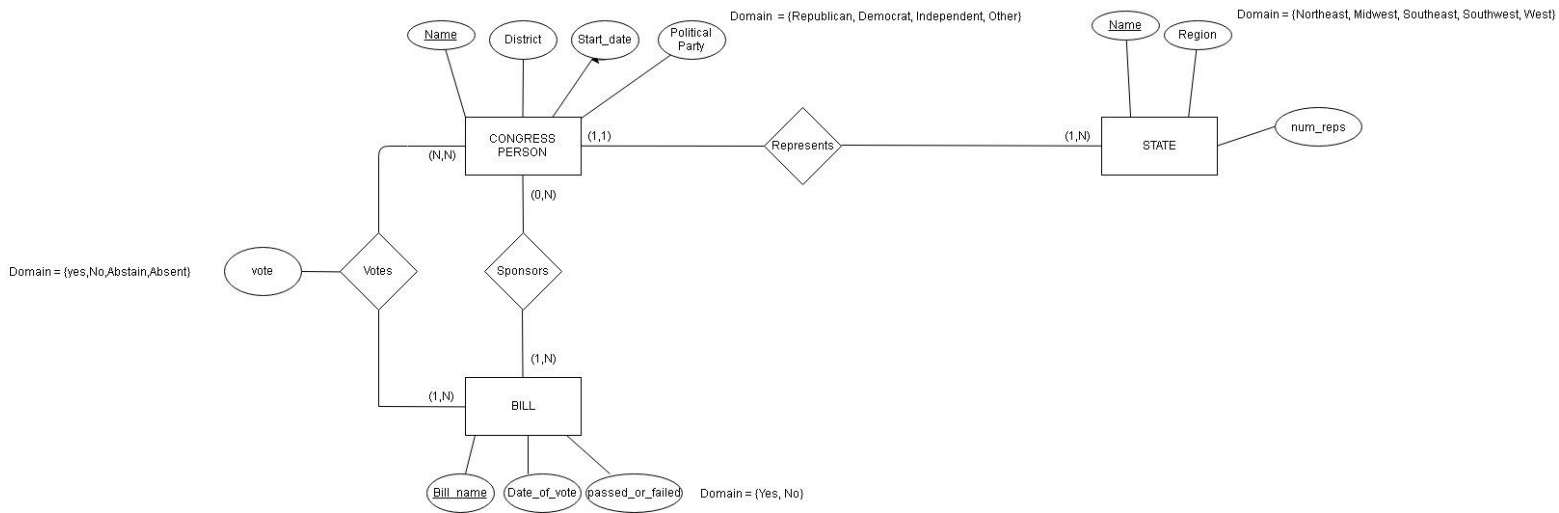 Domain = {Republican, Democrat, Independent, Other}
Domain = {Northeast, Midwest, Southeast, Southwest, West}
Name
District
Start_date
Political
Party
Name
Region
num_reps
CONGRESS
PERSON
(1,1)
Represents
(1,N)
STATE
(N,N)
(0,N)
Domain = {yes,No,Abstain,Absent}
vote
Votes
Sponsors
(1,N)
(1,N)
BILL
Bill_name
Date_of_vote
passed_or_failed
Domain = {Yes, No}